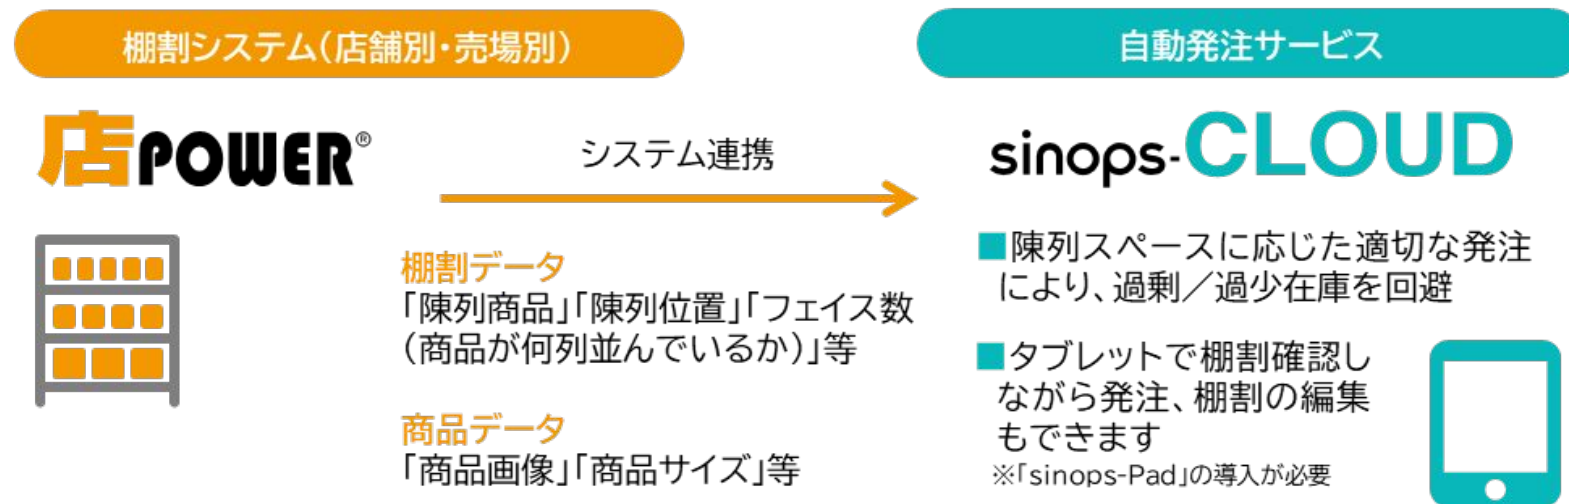 棚割システム(店舗別・売場別)
店POWER®
システム連携
棚割データ
「陳列商品」「陳列位置」「フェイス数
(商品が何列並んでいるか)」等
商品データ
「商品画像」「商品サイズ」等
自動発注サービス
sinops-CLOUD
■陳列スペースに応じた適切な発注
により、過剰／過少在庫を回避
■タブレットで棚割確認し
ながら発注、棚割の編集
もできます
※「sinops-Pad」の導入が必要